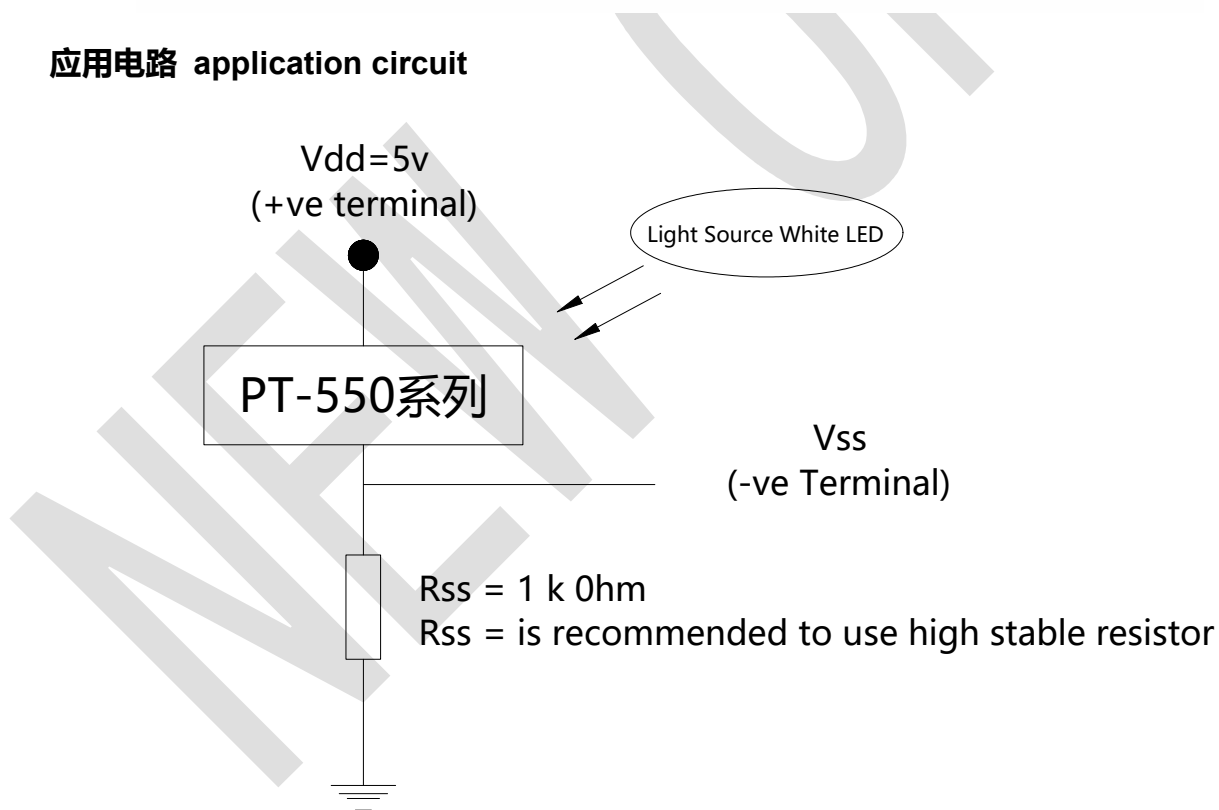 应用电路 application circuit
Vdd=5v
(+ve terminal)
Light Source White LED
PT-550系列
Vss
(-ve Terminal)
Rss = 1 k 0hm
Rss = is recommended to use high stable resistor
NEW